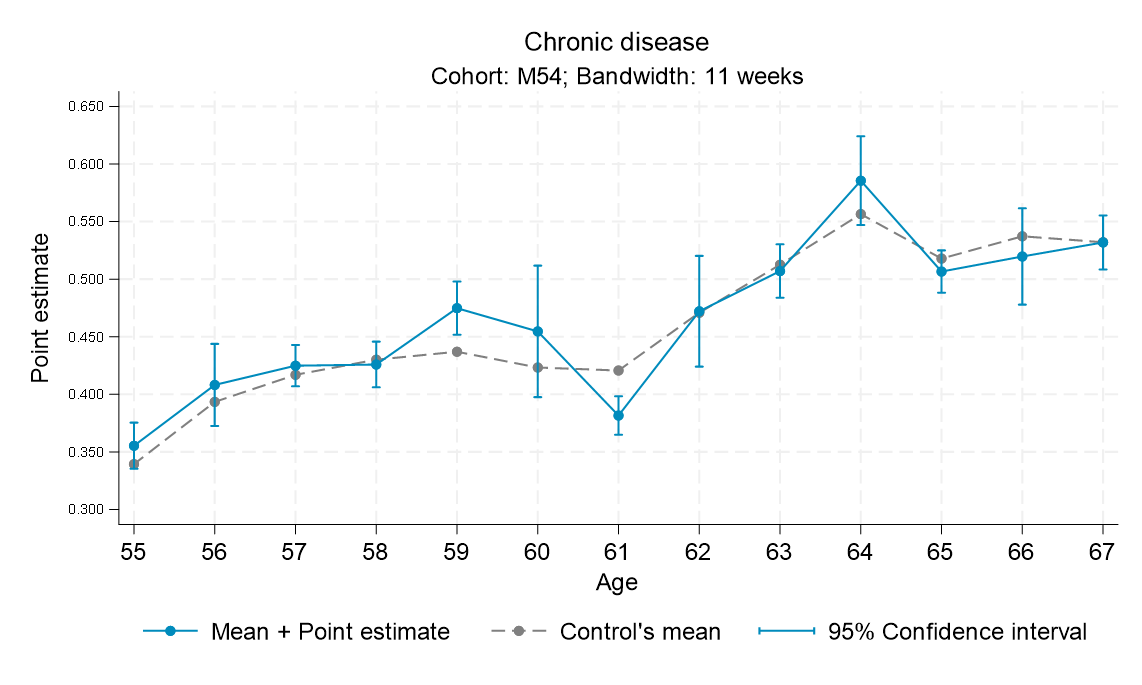 Chronic disease
Cohort: M54; Bandwidth: 11 weeks
Point estimate
0.650
0.600
0.550
0.500
0.450
0.400
0.350
0.300
55 56 57 58 59 60 61 62 63 64 65 66 67
Age
Mean + Point estimate Control's mean 95% Confidence interval